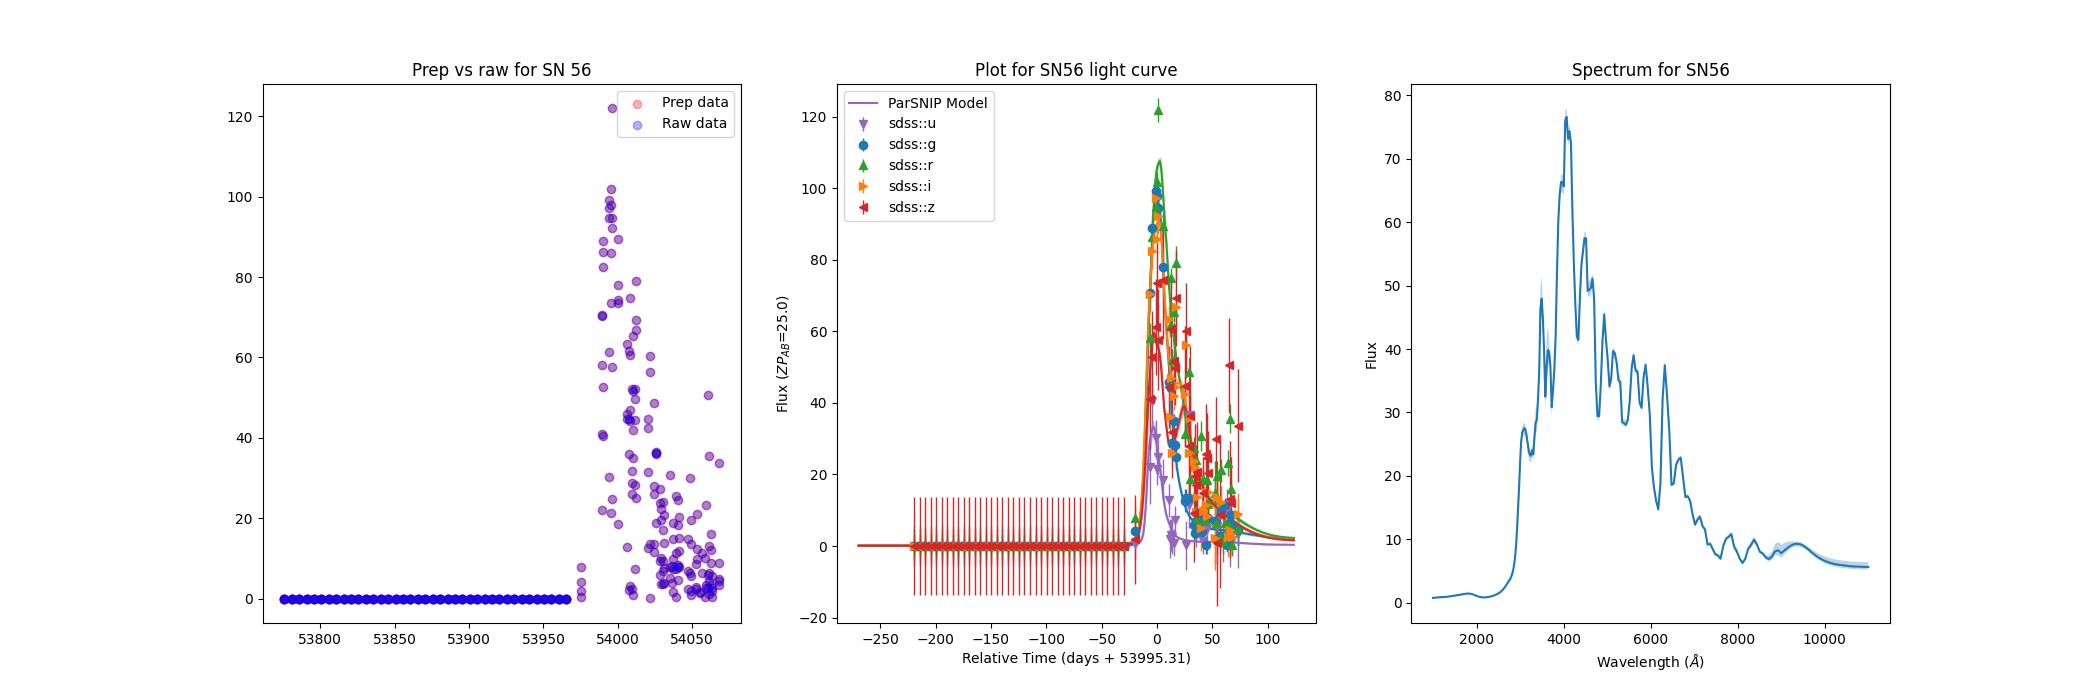 Prep vs raw for SN 56
Prep data
Raw data
120
100
80
60
40
20
0
53800 53850 53900 53950 54000 54050
Plot for SN56 light curve
ParSNIP Model
sdss::u
sdss::g
sdss::r
sdss::i
sdss::z
120
100
80
60
40
20
0
−20
Flux (ZP_AB=25.0)
−250 −200 −150 −100 −50 0 50 100
Relative Time (days + 53995.31)
Spectrum for SN56
80
70
60
50
40
30
20
10
0
Flux
2000 4000 6000 8000 10000
Wavelength (Å)